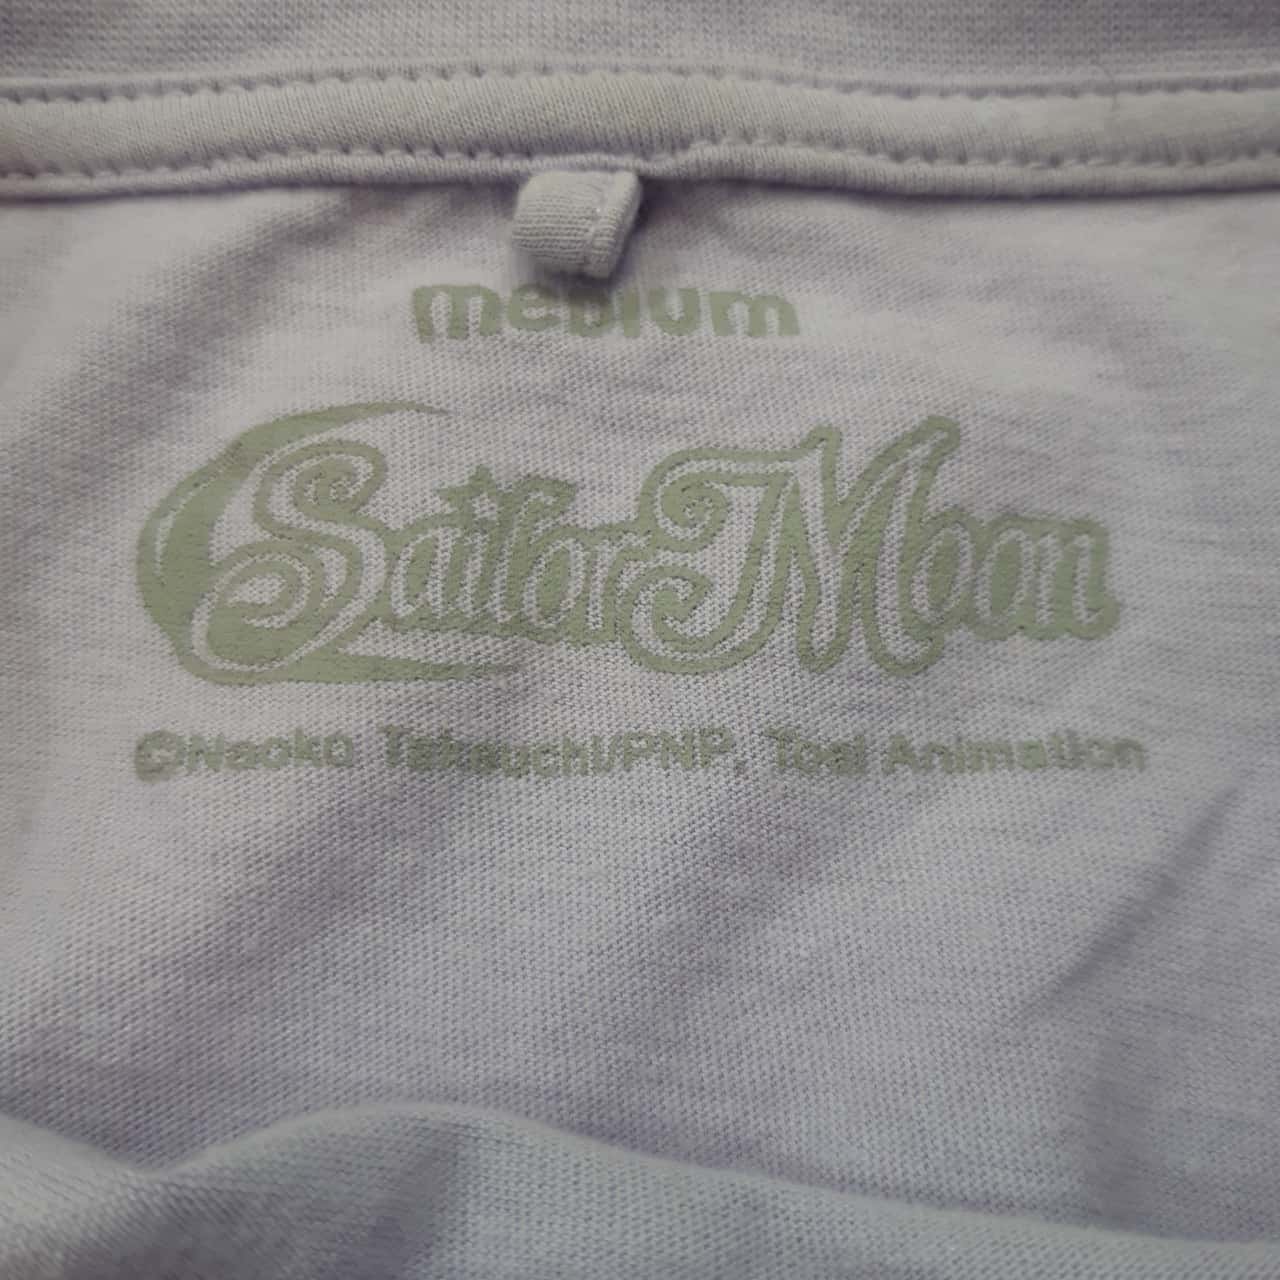 medium
Sailor Moon
©Naoko Takeuchi/PNP, Toei Animation